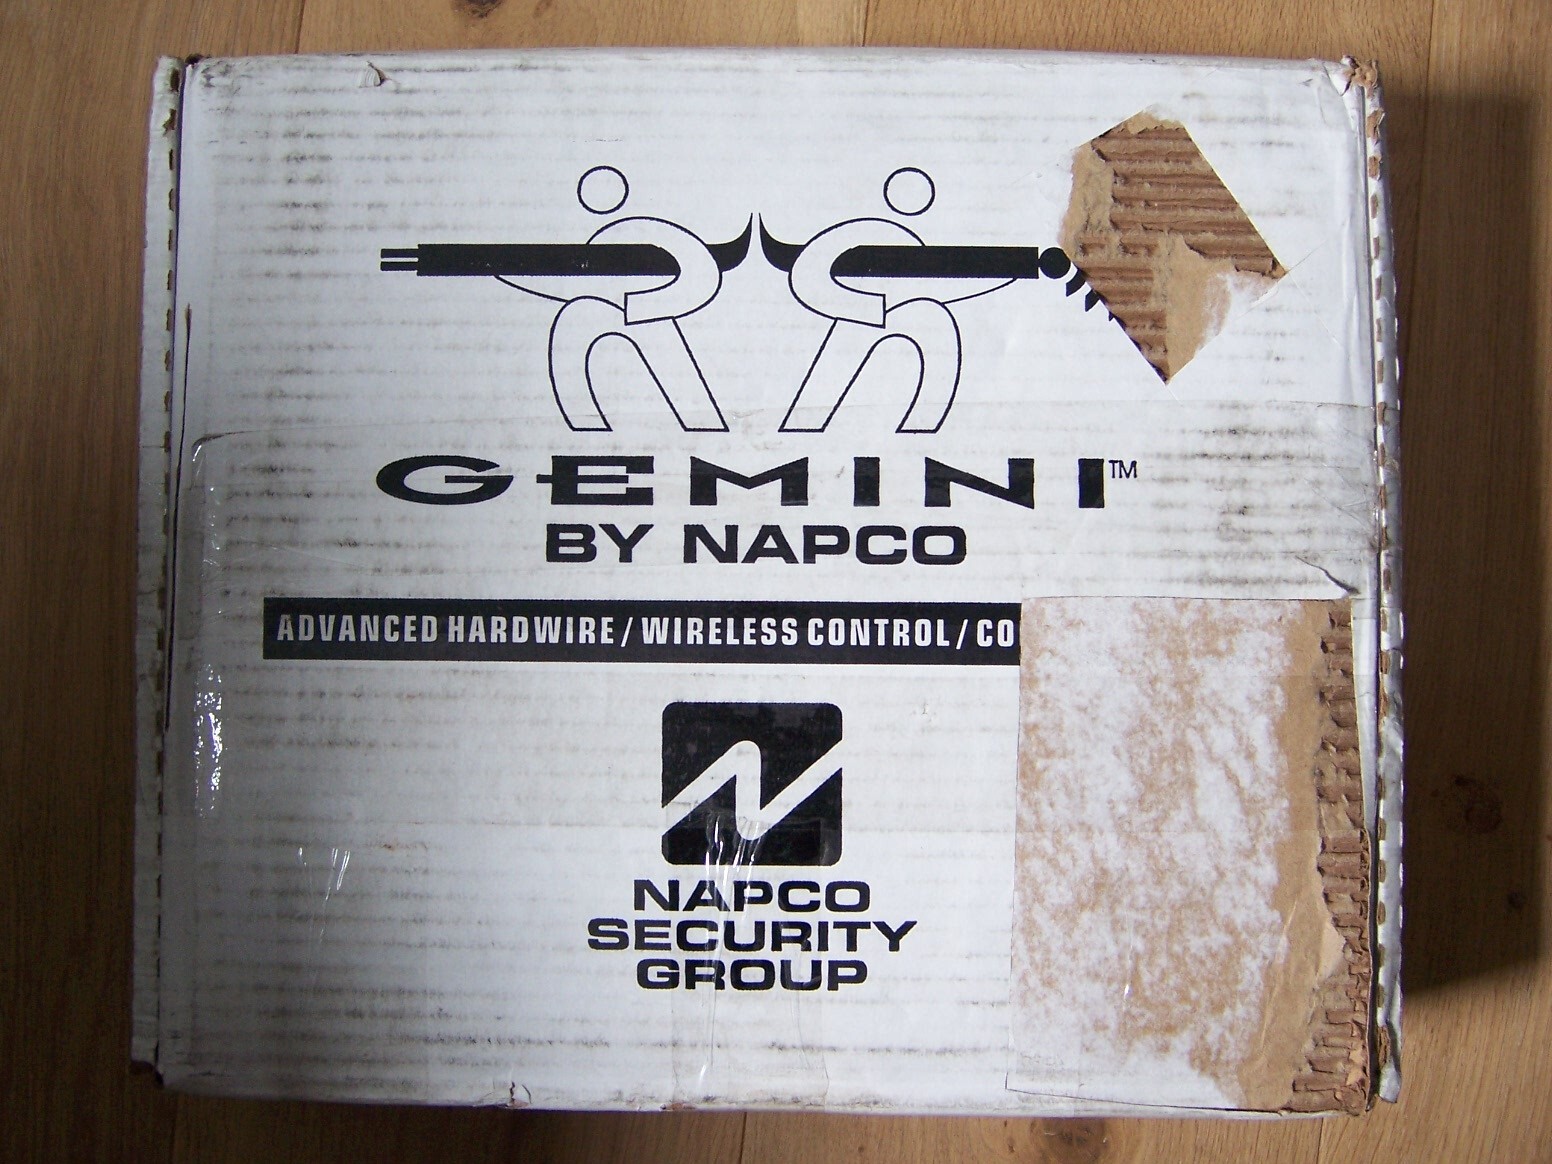 GEMINI™
BY NAPCO
ADVANCED HARDWIRE / WIRELESS CONTROL / CO
NAPCO
SECURITY
GROUP